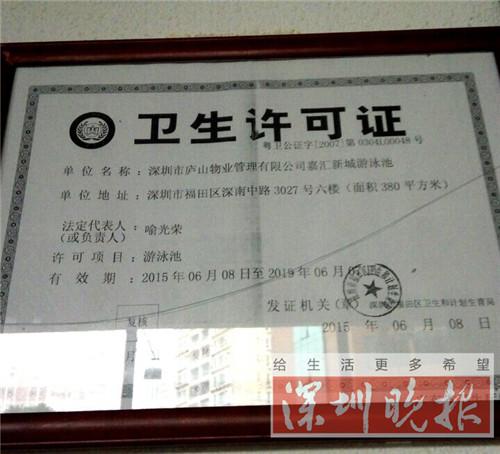 卫生许可证
粤卫公证字[2007]第0304L00048号
单位名称：深圳市庐山物业管理有限公司嘉汇新城游泳池
单位地址：深圳市福田区深南中路3027号六楼（面积380平方米）
法定代表人：喻光荣
（或负责人）
许可项目：游泳池
有效期：2015年06月08日至2019年06月
发证机关（章）深圳市福田区卫生和计划生育局
2015年06月08日
复核
月
给生活更多希望
深圳晚报